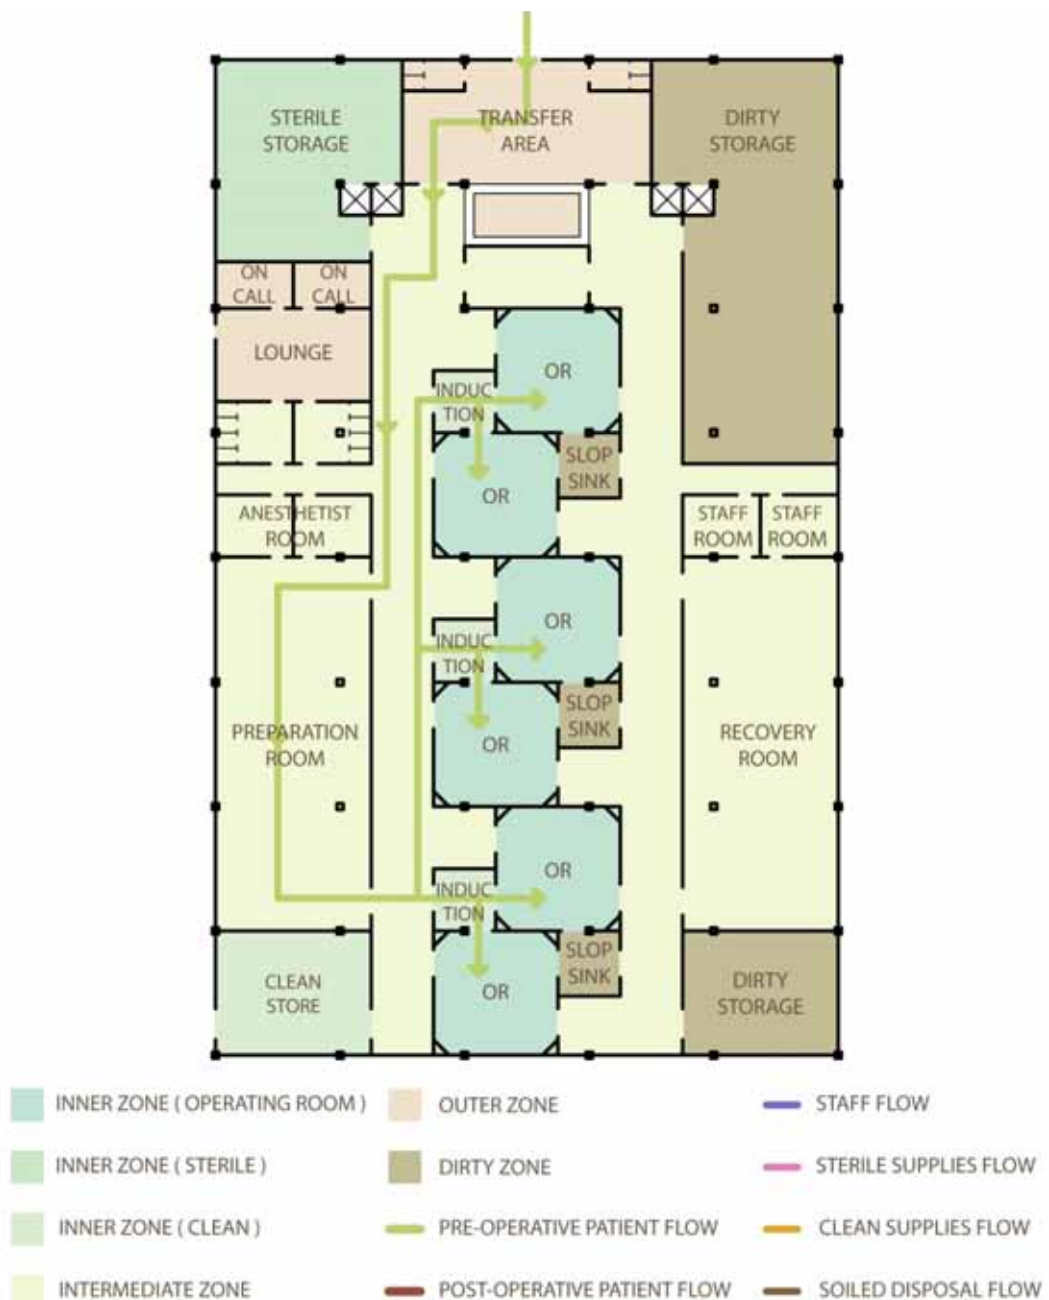 STERILE
STORAGE
TRANSFER
AREA
DIRTY
STORAGE
ON
CALL
ON
CALL
LOUNGE
OR
INDUC
TION
SLOP
SINK
OR
ANESTHETIST
ROOM
STAFF
ROOM
STAFF
ROOM
OR
INDUC
TION
SLOP
SINK
OR
PREPARATION
ROOM
RECOVERY
ROOM
OR
INDUC
TION
SLOP
SINK
OR
CLEAN
STORE
DIRTY
STORAGE
INNER ZONE ( OPERATING ROOM )
OUTER ZONE
STAFF FLOW
INNER ZONE ( STERILE )
DIRTY ZONE
STERILE SUPPLIES FLOW
INNER ZONE ( CLEAN )
PRE-OPERATIVE PATIENT FLOW
CLEAN SUPPLIES FLOW
INTERMEDIATE ZONE
POST-OPERATIVE PATIENT FLOW
SOILED DISPOSAL FLOW